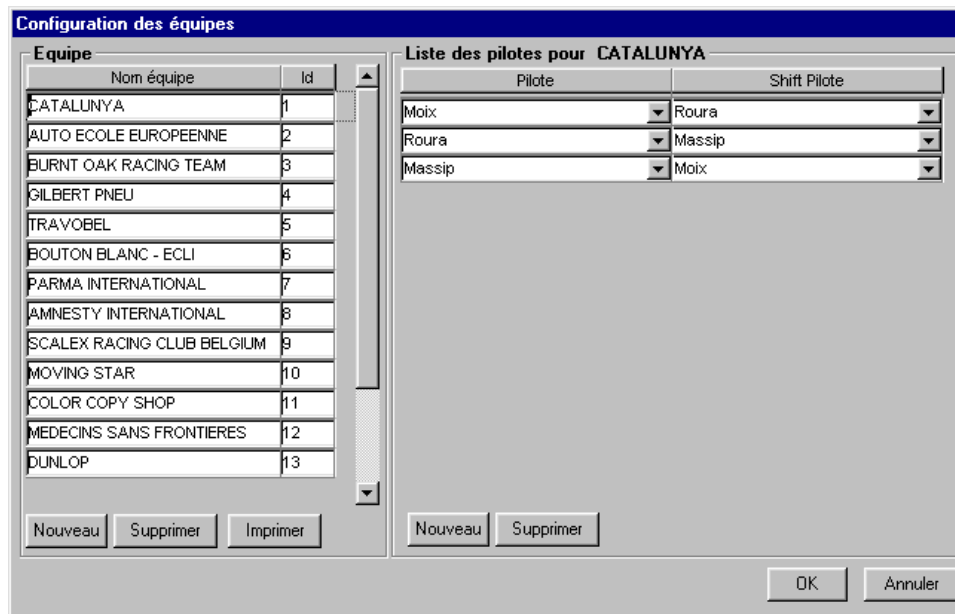 Configuration des équipes
Equipe
Nom équipe Id
CATALUNYA 1
AUTO ECOLE EUROPEENNE 2
BURNT OAK RACING TEAM 3
GILBERT PNEU 4
TRAVOBEL 5
BOUTON BLANC - ECLI 6
PARMA INTERNATIONAL 7
AMNESTY INTERNATIONAL 8
SCALEX RACING CLUB BELGIUM 9
MOVING STAR 10
COLOR COPY SHOP 11
MEDECINS SANS FRONTIERES 12
DUNLOP 13
Nouveau Supprimer Imprimer
Liste des pilotes pour CATALUNYA
Pilote Shift Pilote
Moix Roura
Roura Massip
Massip Moix
Nouveau Supprimer
OK Annuler